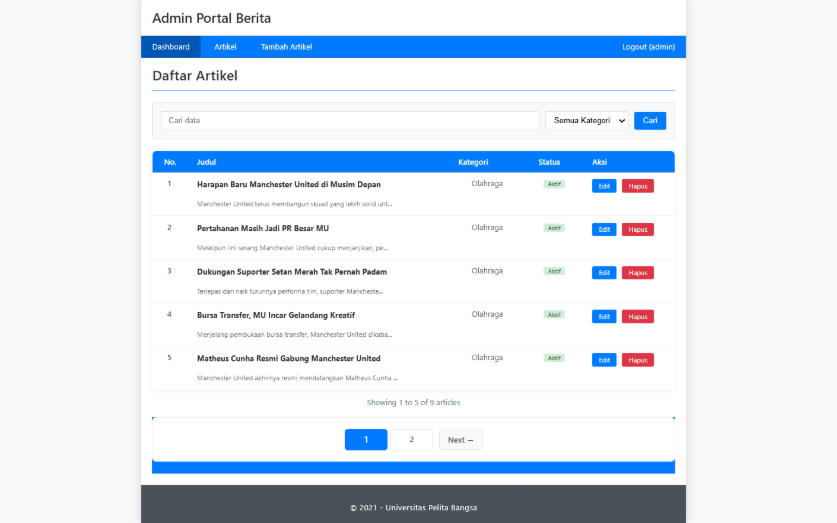 Admin Portal Berita
Dashboard Artikel Tambah Artikel Logout (admin)
Daftar Artikel
Cari data Semua Kategori Cari
No. Judul Kategori Status Aksi
1 Harapan Baru Manchester United di Musim Depan Olahraga Aktif Edit Hapus
Manchester United terus membangun skuad yang lebih solid unt...
2 Pertahanan Masih Jadi PR Besar MU Olahraga Aktif Edit Hapus
Meskipun lini serang Manchester United cukup menjanjikan, pe...
3 Dukungan Suporter Setan Merah Tak Pernah Padam Olahraga Aktif Edit Hapus
Terlepas dari naik turunnya performa tim, suporter Mancheste...
4 Bursa Transfer, MU Incar Gelandang Kreatif Olahraga Aktif Edit Hapus
Menjelang pembukaan bursa transfer, Manchester United dikaba...
5 Matheus Cunha Resmi Gabung Manchester United Olahraga Aktif Edit Hapus
Manchester United akhirnya resmi mendatangkan Matheus Cunha ...
Showing 1 to 5 of 9 articles
1 2 Next →
© 2021 - Universitas Pelita Bangsa